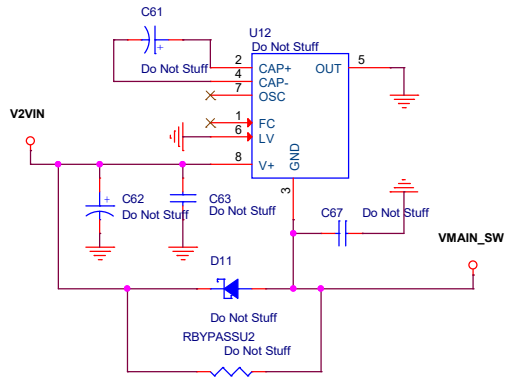 C61
U12
Do Not Stuff
Do Not Stuff
2
4
7
1
6
8
CAP+
CAP-
OSC
FC
LV
V+
OUT
5
GND
3
V2VIN
C62
Do Not Stuff
C63
Do Not Stuff
C67
Do Not Stuff
VMAIN_SW
D11
Do Not Stuff
RBYPASSU2
Do Not Stuff